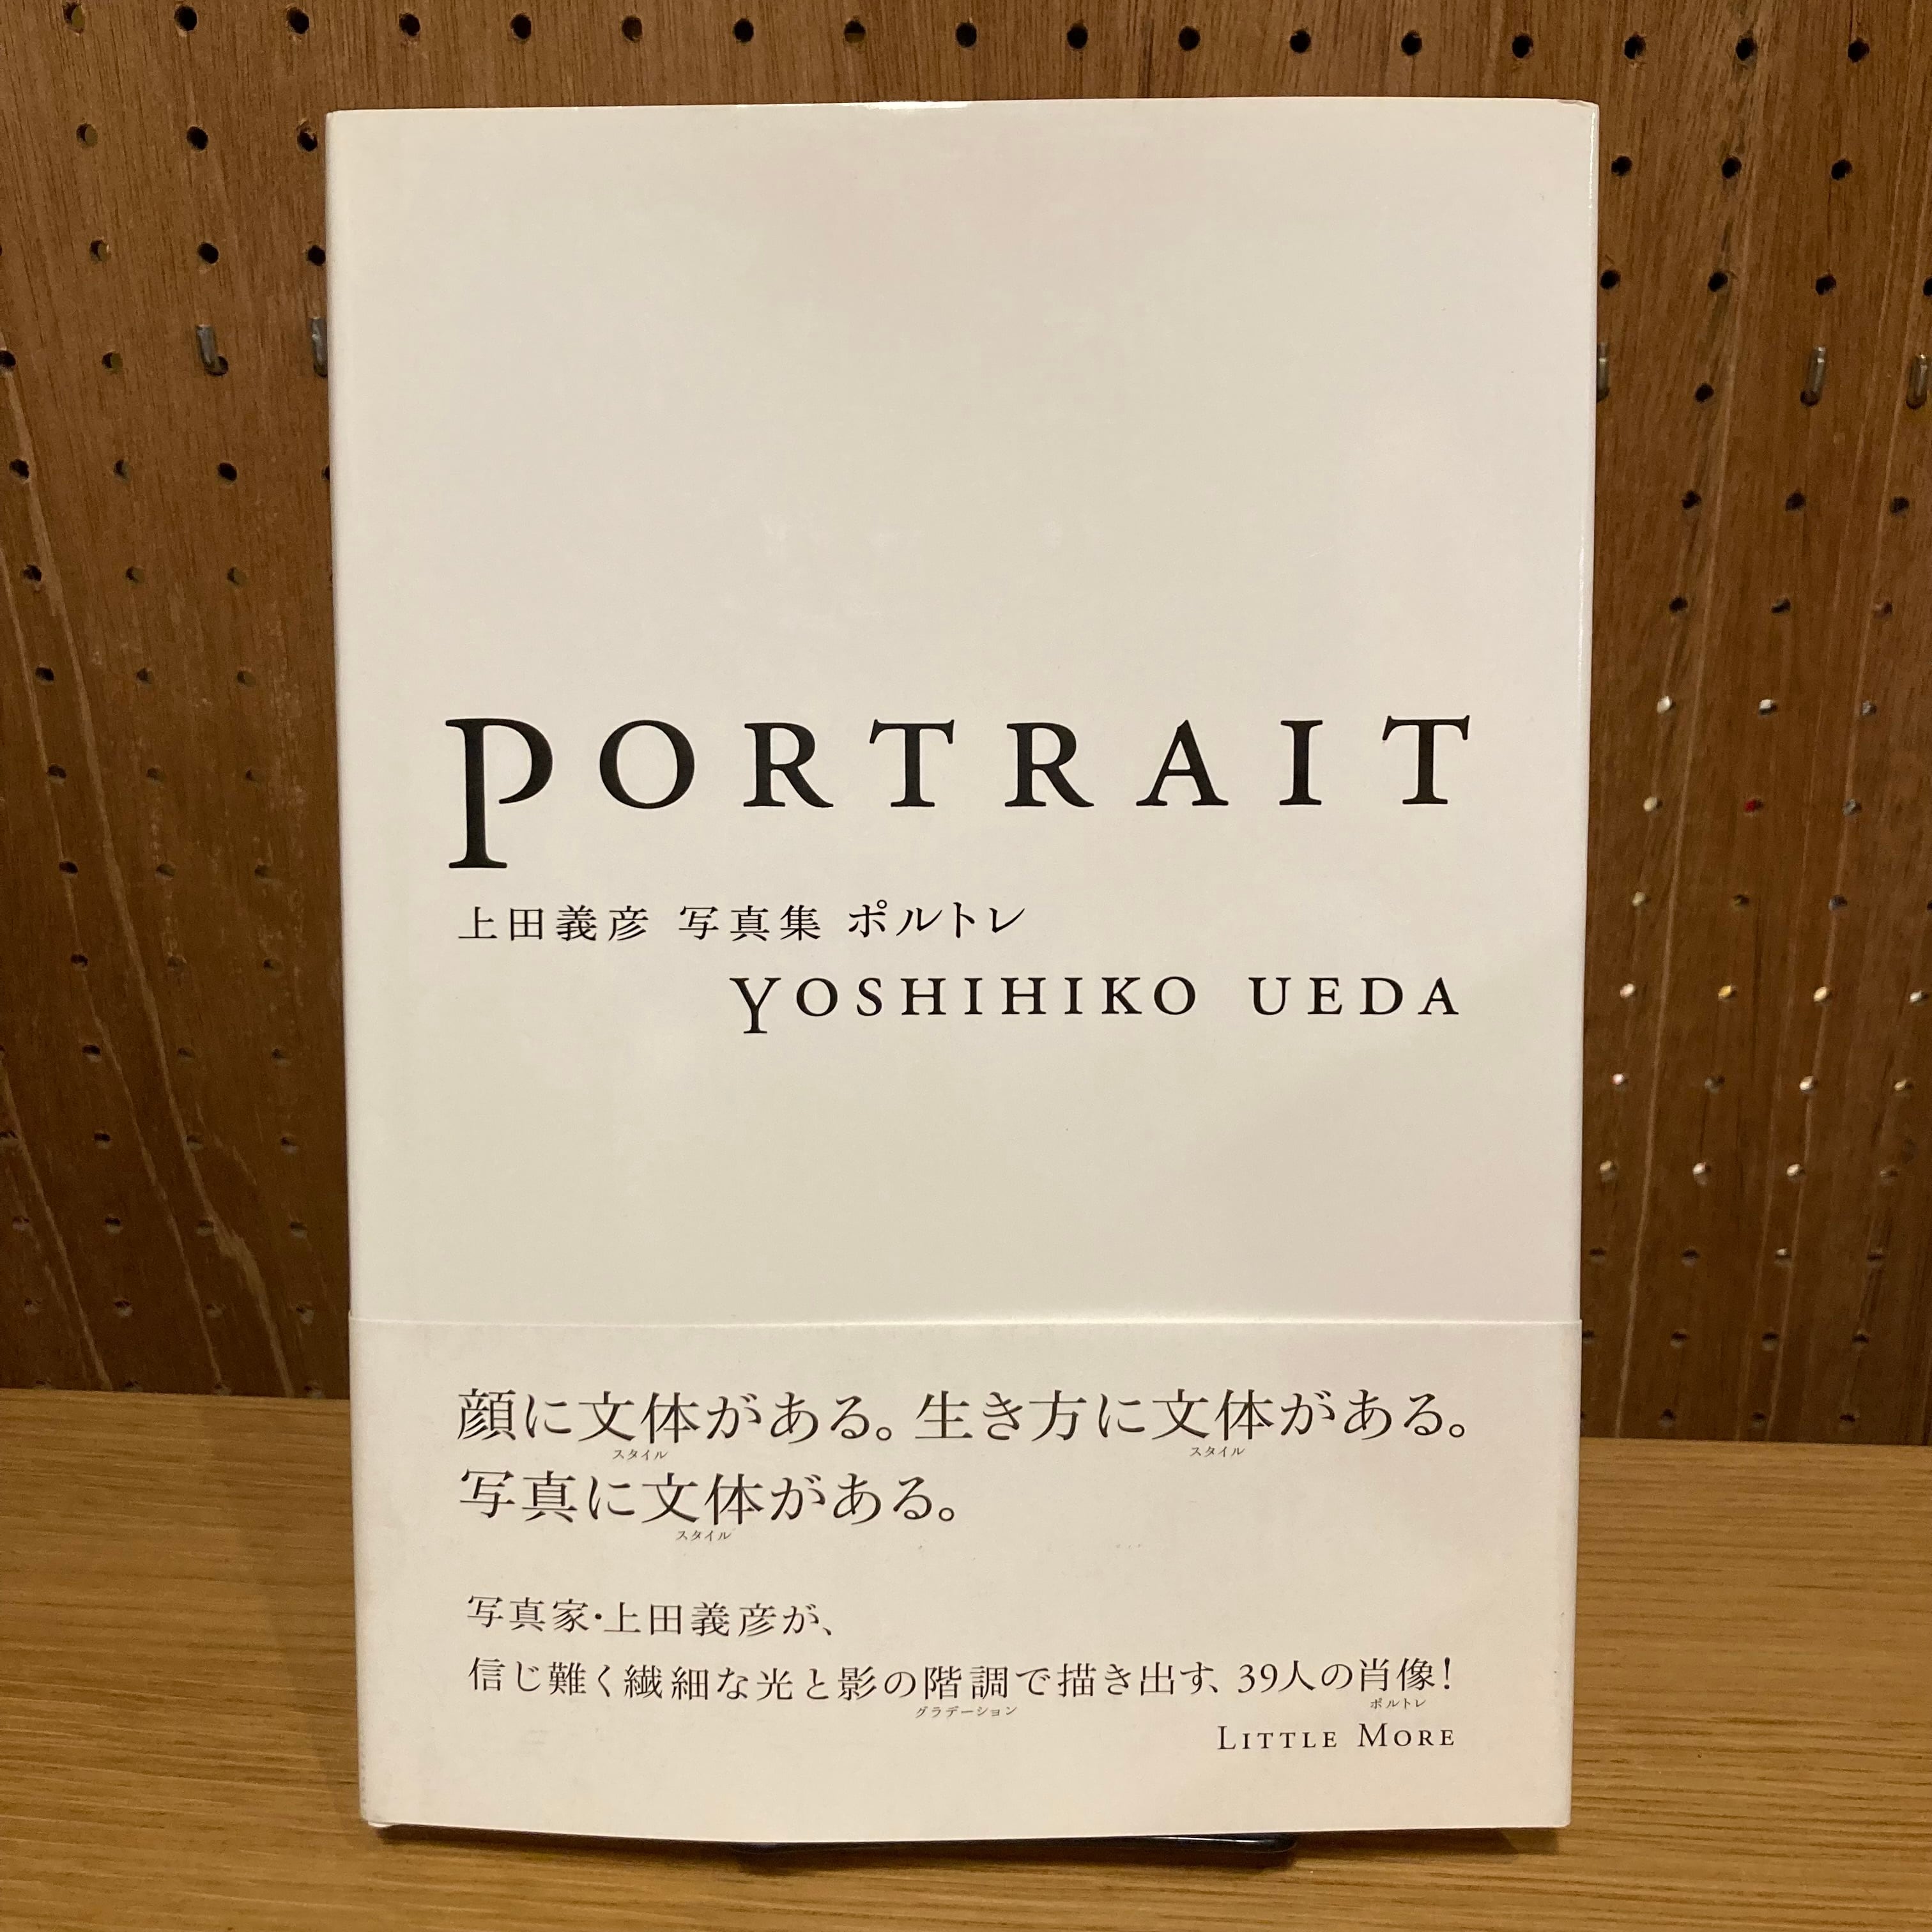 PORTRAIT
上田義彦 写真集 ポルトレ
YOSHIHIKO UEDA
顔に文体がある。生き方に文体がある。
スタイル スタイル
写真に文体がある。
スタイル
写真家・上田義彦が、
信じ難く繊細な光と影の階調で描き出す、39人の肖像!
グラデーション ポルトレ
LITTLE MORE